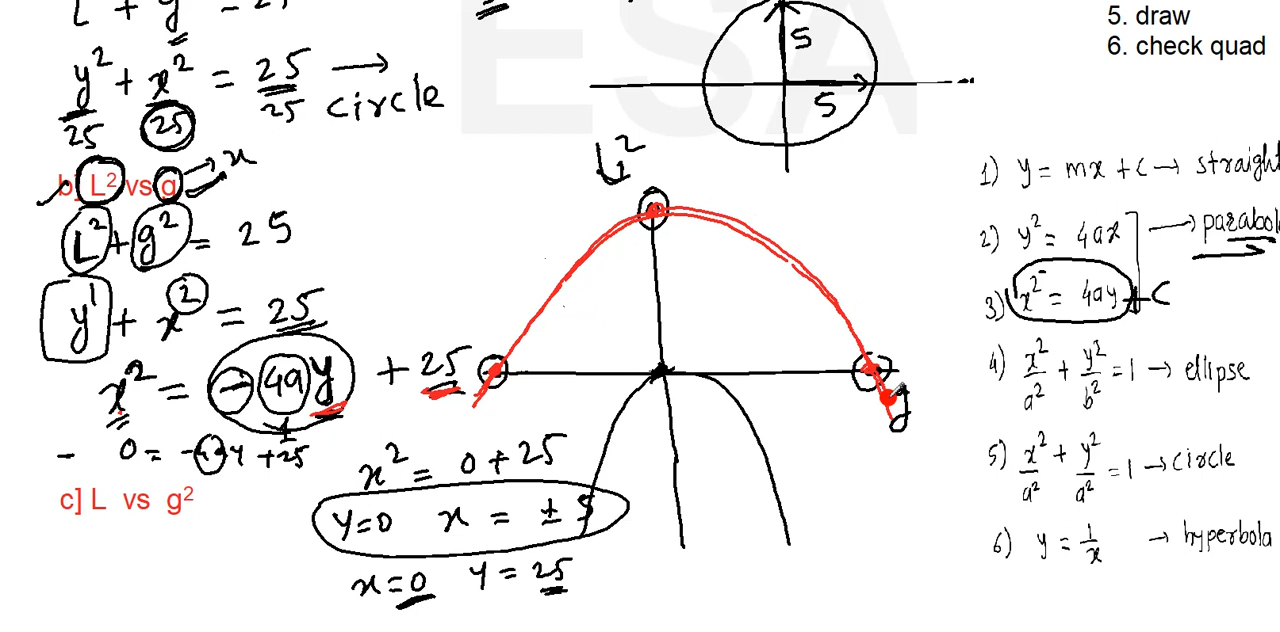 y² + x² = 25 → circle
25 25 25
5. draw
6. check quad
5
5
ESA
b] L² vs g → x
L² + g² = 25
y¹ + x² = 25
x² = -4ay + 25
- 0 = -4ay + 25
x² = 0 + 25
y=0 x = ± 5
x=0 y = 25
c] L vs g²
L²
g
1) y = mx + c → straight
2) y² = 4ax → parabol
3) x² = 4ay + C
4) x²/a² + y²/b² = 1 → ellipse
5) x²/a² + y²/a² = 1 → circle
6) y = 1/x → hyperbola